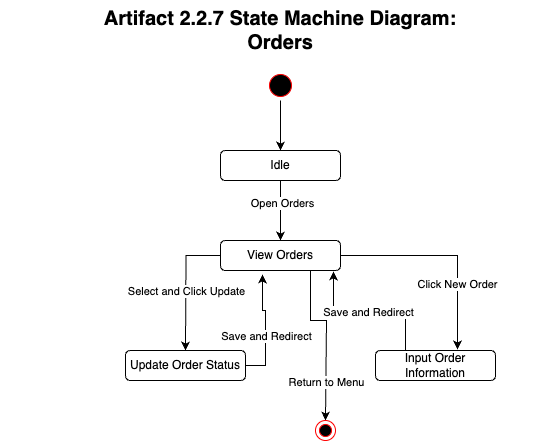 Artifact 2.2.7 State Machine Diagram:
Orders
Idle
Open Orders
View Orders
Select and Click Update
Click New Order
Save and Redirect
Save and Redirect
Update Order Status
Input Order
Information
Return to Menu